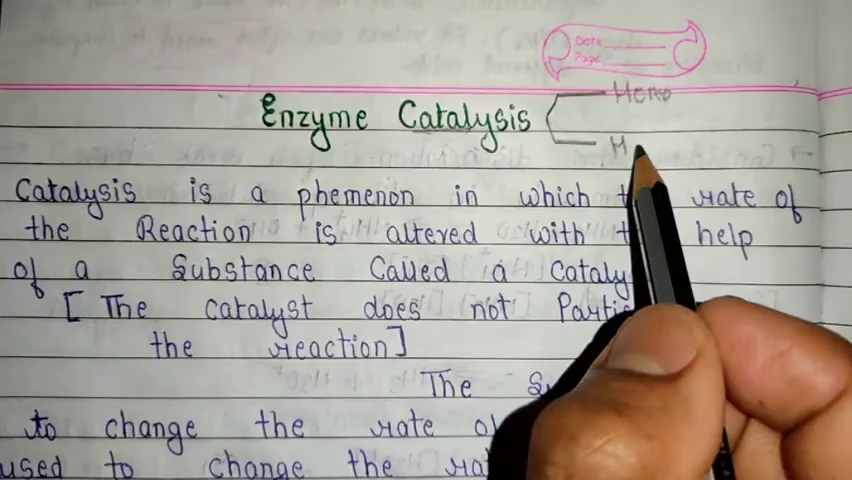 Date
Page
Homo
Enzyme Catalysis
H
Catalysis is a phemenon in which rate of
the Reaction is altered with help
of a Substance Called a
[ The catalyst does not
the reaction]
The
to change the rate
used to change the